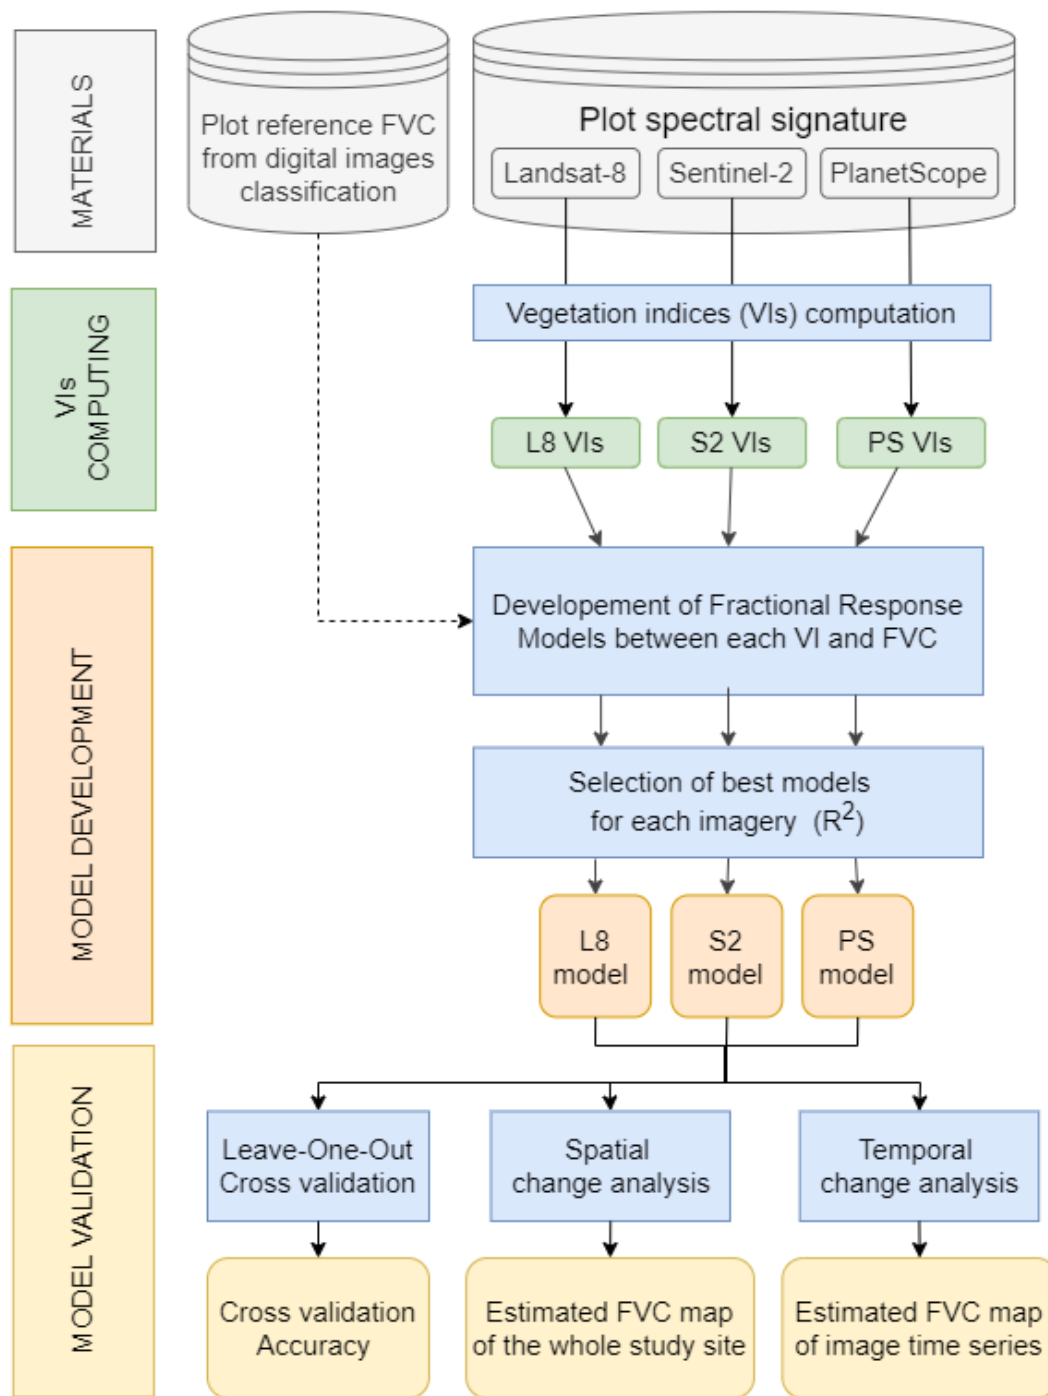 MATERIALS
Plot reference FVC
from digital images
classification
Plot spectral signature
Landsat-8
Sentinel-2
PlanetScope
VIs
COMPUTING
Vegetation indices (VIs) computation
L8 VIs
S2 VIs
PS VIs
MODEL DEVELOPMENT
Developement of Fractional Response
Models between each VI and FVC
Selection of best models
for each imagery (R²)
L8
model
S2
model
PS
model
MODEL VALIDATION
Leave-One-Out
Cross validation
Spatial
change analysis
Temporal
change analysis
Cross validation
Accuracy
Estimated FVC map
of the whole study site
Estimated FVC map
of image time series